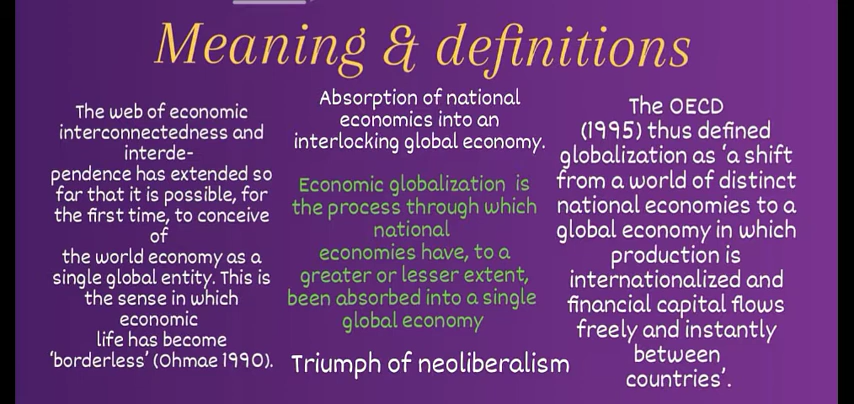 Meaning & definitions
The web of economic
interconnectedness and
interde-
pendence has extended so
far that it is possible, for
the first time, to conceive
of
the world economy as a
single global entity. This is
the sense in which
economic
life has become
'borderless' (Ohmae 1990).
Absorption of national
economics into an
interlocking global economy.
Economic globalization is
the process through which
national
economies have, to a
greater or lesser extent,
been absorbed into a single
global economy
Triumph of neoliberalism
The OECD
(1995) thus defined
globalization as 'a shift
from a world of distinct
national economies to a
global economy in which
production is
internationalized and
financial capital flows
freely and instantly
between
countries'.